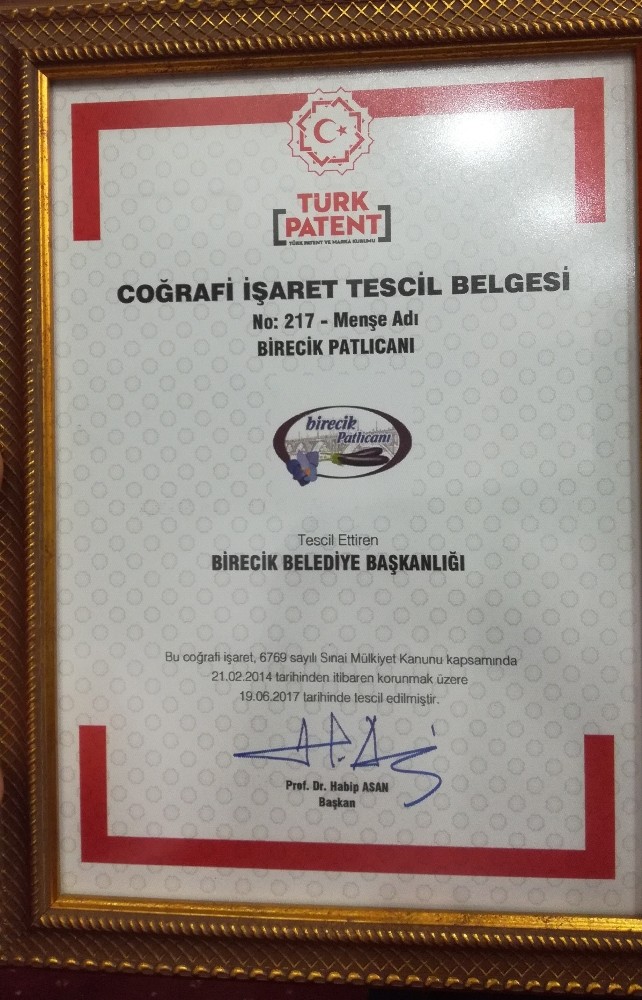 TÜRK
PATENT
TÜRK PATENT VE MARKA KURUMU
COĞRAFİ İŞARET TESCİL BELGESİ
No: 217 - Menşe Adı
BİRECİK PATLICANI
birecik
Patlıcanı
Tescil Ettiren
BİRECİK BELEDİYE BAŞKANLIĞI
Bu coğrafi işaret, 6769 sayılı Sınai Mülkiyet Kanunu kapsamında
21.02.2014 tarihinden itibaren korunmak üzere
19.06.2017 tarihinde tescil edilmiştir.
Prof. Dr. Habip ASAN
Başkan